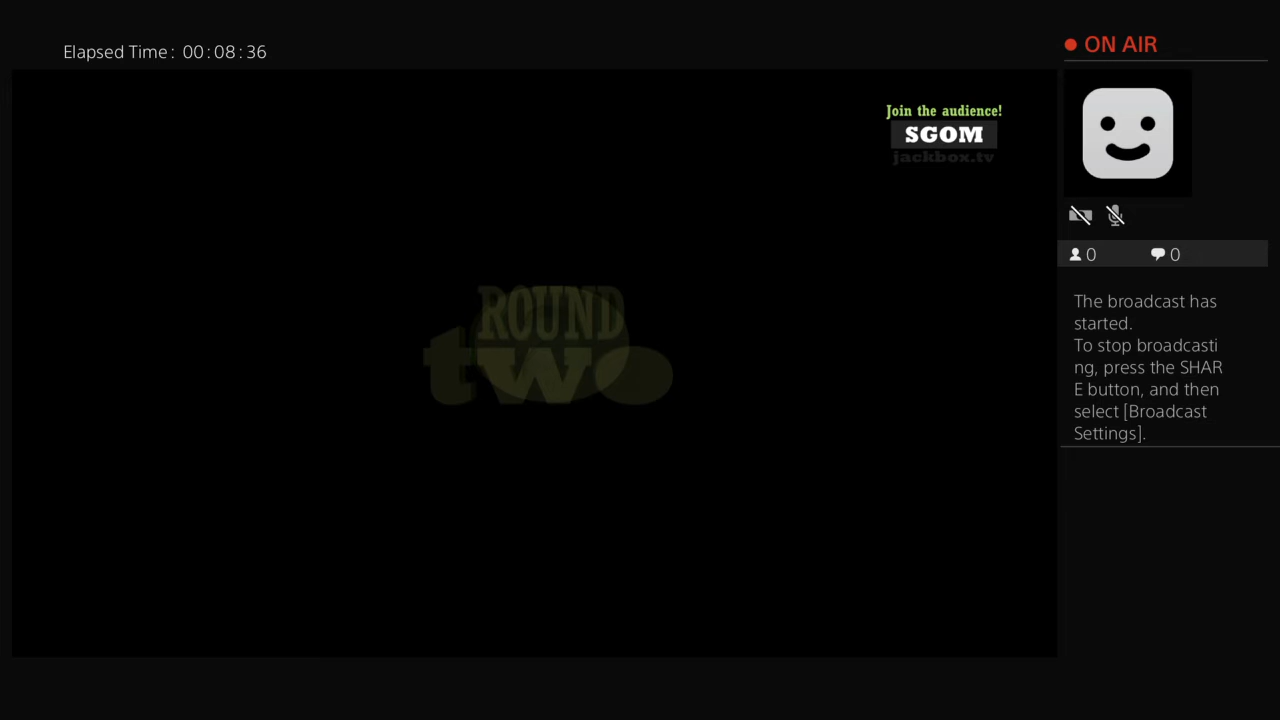 Elapsed Time: 00:08:36
ON AIR
Join the audience!
SGOM
jackbox.tv
0
0
ROUND
two
The broadcast has
started.
To stop broadcasti
ng, press the SHAR
E button, and then
select [Broadcast
Settings].